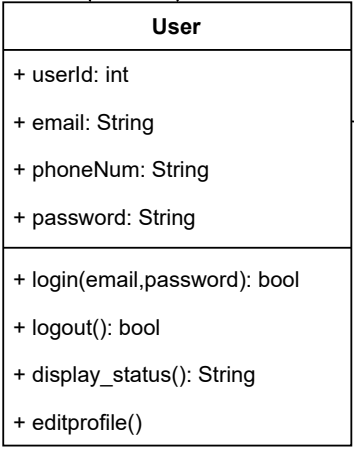 User
+ userId: int
+ email: String
+ phoneNum: String
+ password: String
+ login(email,password): bool
+ logout(): bool
+ display_status(): String
+ editprofile()